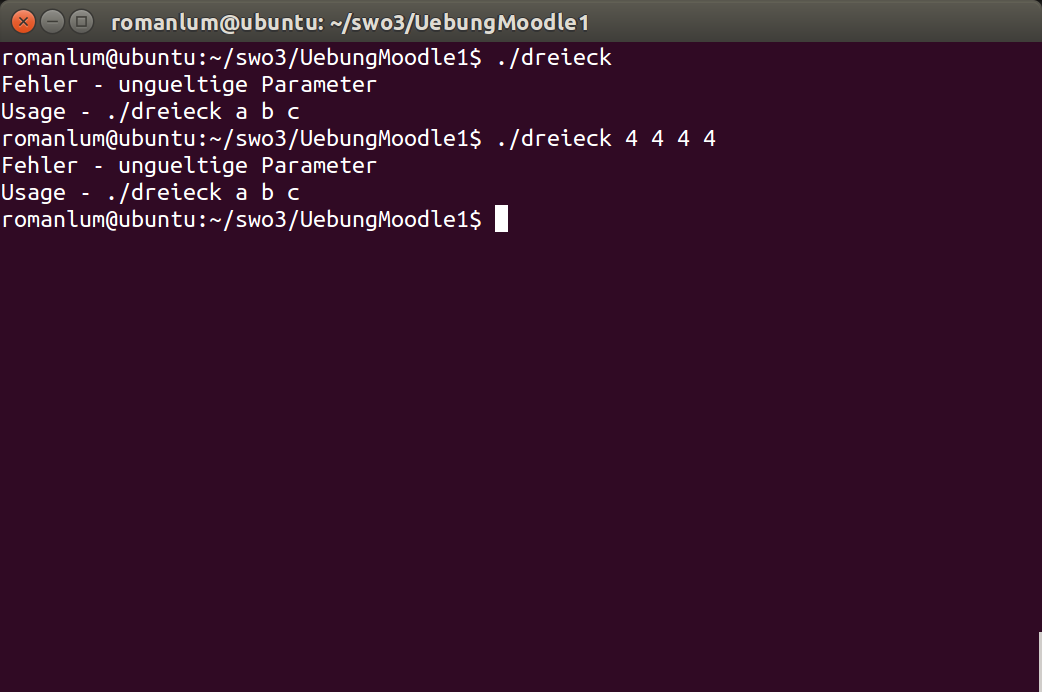 romanlum@ubuntu: ~/swo3/UebungMoodle1
romanlum@ubuntu:~/swo3/UebungMoodle1$ ./dreieck
Fehler - ungueltige Parameter
Usage - ./dreieck a b c
romanlum@ubuntu:~/swo3/UebungMoodle1$ ./dreieck 4 4 4 4
Fehler - ungueltige Parameter
Usage - ./dreieck a b c
romanlum@ubuntu:~/swo3/UebungMoodle1$